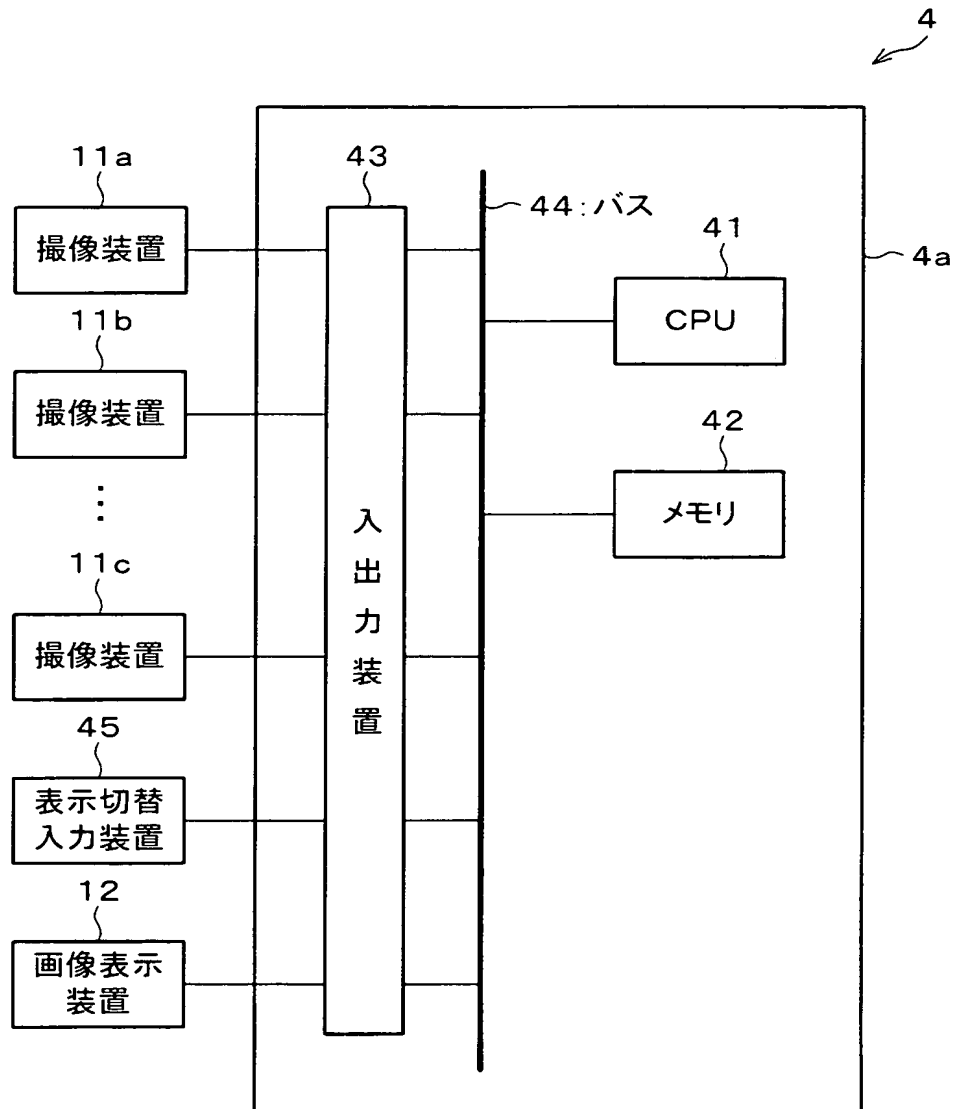 4
11a
43
44:バス
撮像装置
41
4a
CPU
11b
撮像装置
42
メモリ
入出力装置
11c
撮像装置
45
表示切替
入力装置
12
画像表示
装置